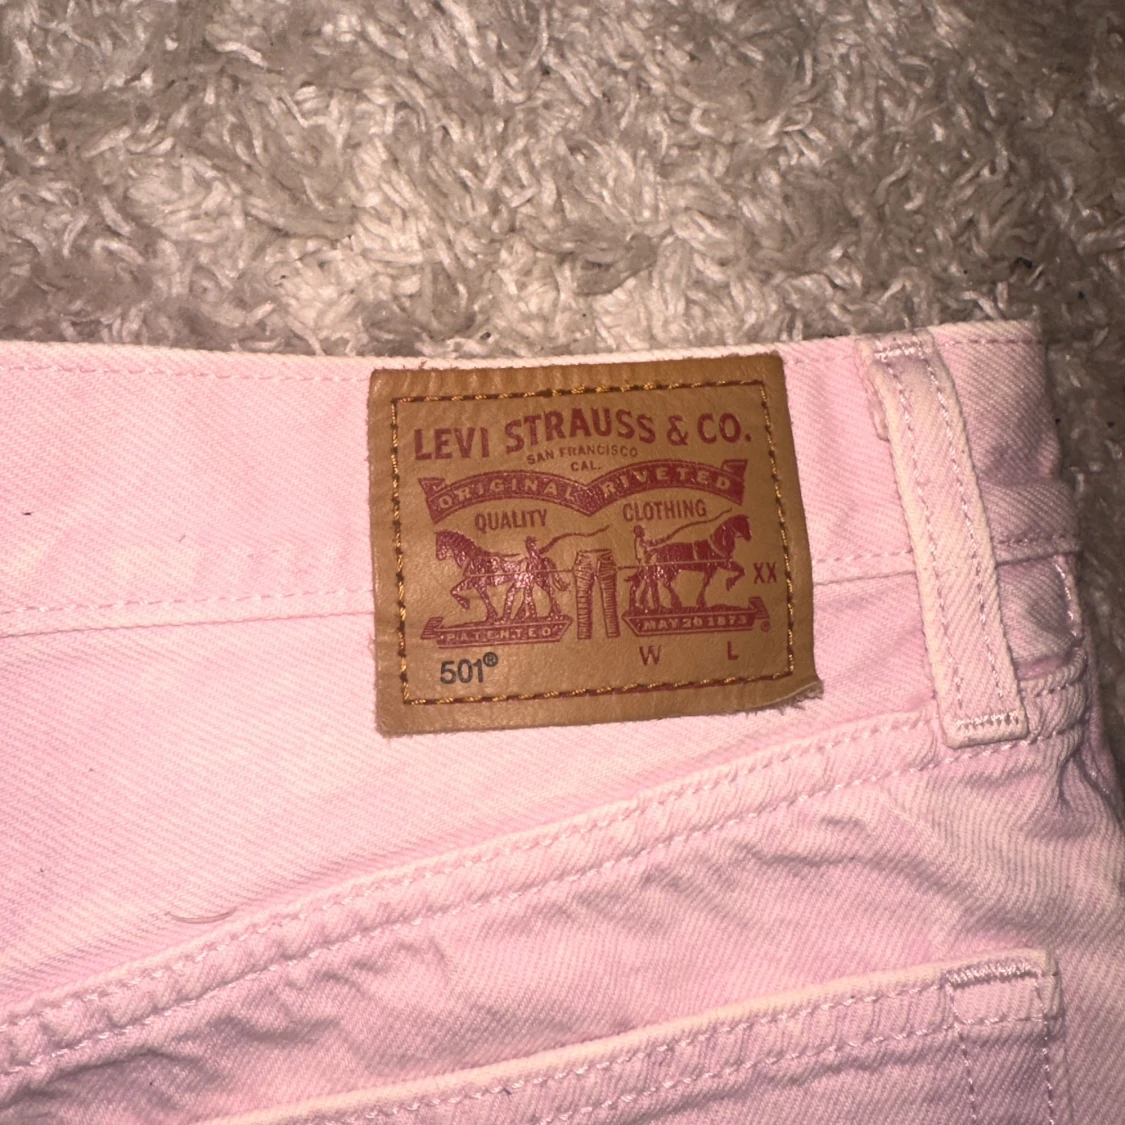 LEVI STRAUSS & CO.
SAN FRANCISCO
CAL.
ORIGINAL RIVETED
QUALITY CLOTHING
XX
PATENTED MAY 20 1873 ®
501® W L